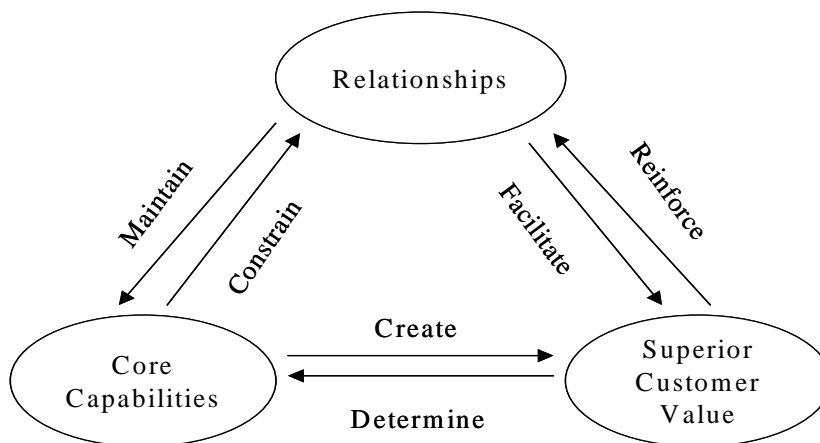 Relationships
Maintain
Constrain
Facilitate
Reinforce
Create
Core
Capabilities
Superior
Customer
Value
Determine